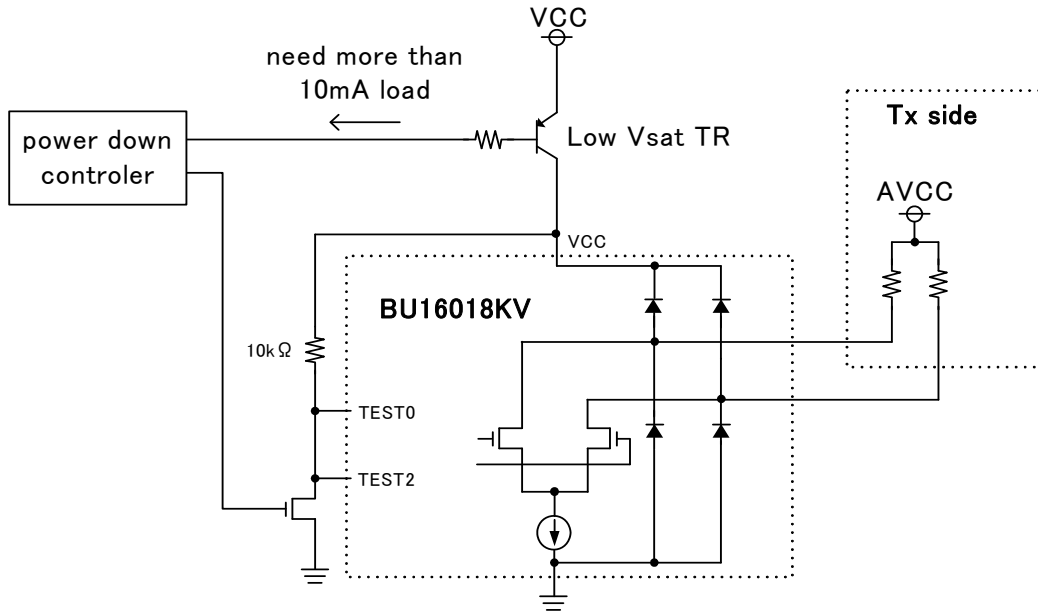 VCC
need more than
10mA load
power down
controler
Low Vsat TR
Tx side
AVCC
VCC
BU16018KV
10kΩ
TEST0
TEST2